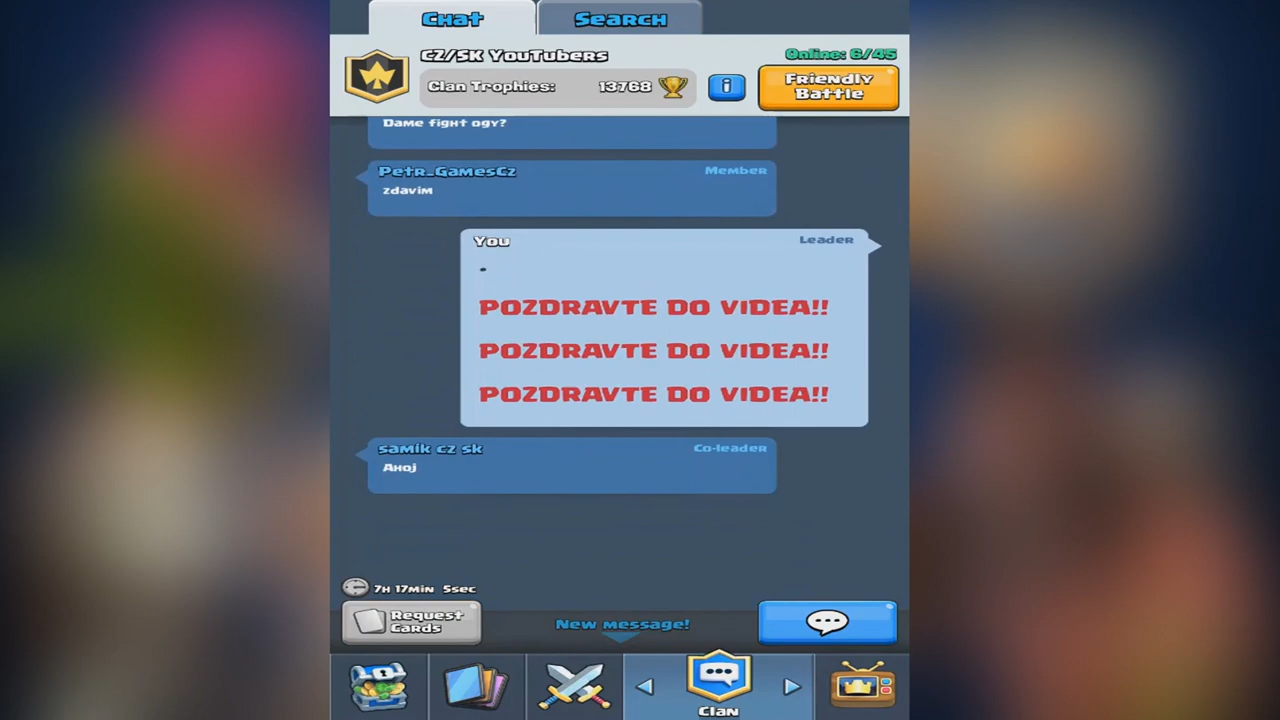 Chat
Search
CZ/SK YouTubers
Online: 6/45
Clan Trophies: 13768
i
Friendly
Battle
Dame fight ogy?
Petr_GamesCz
Member
zdavim
You
Leader
.
POZDRAVTE DO VIDEA!!
POZDRAVTE DO VIDEA!!
POZDRAVTE DO VIDEA!!
samik cz sk
Co-leader
Ahoj
7h 17min 5sec
Request
Cards
New message!
Clan